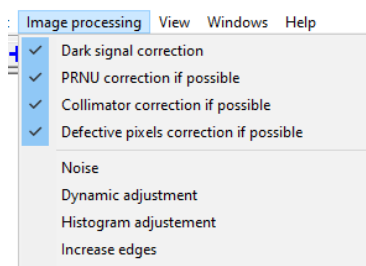 Image processing View Windows Help
Dark signal correction
PRNU correction if possible
Collimator correction if possible
Defective pixels correction if possible
Noise
Dynamic adjustment
Histogram adjustement
Increase edges